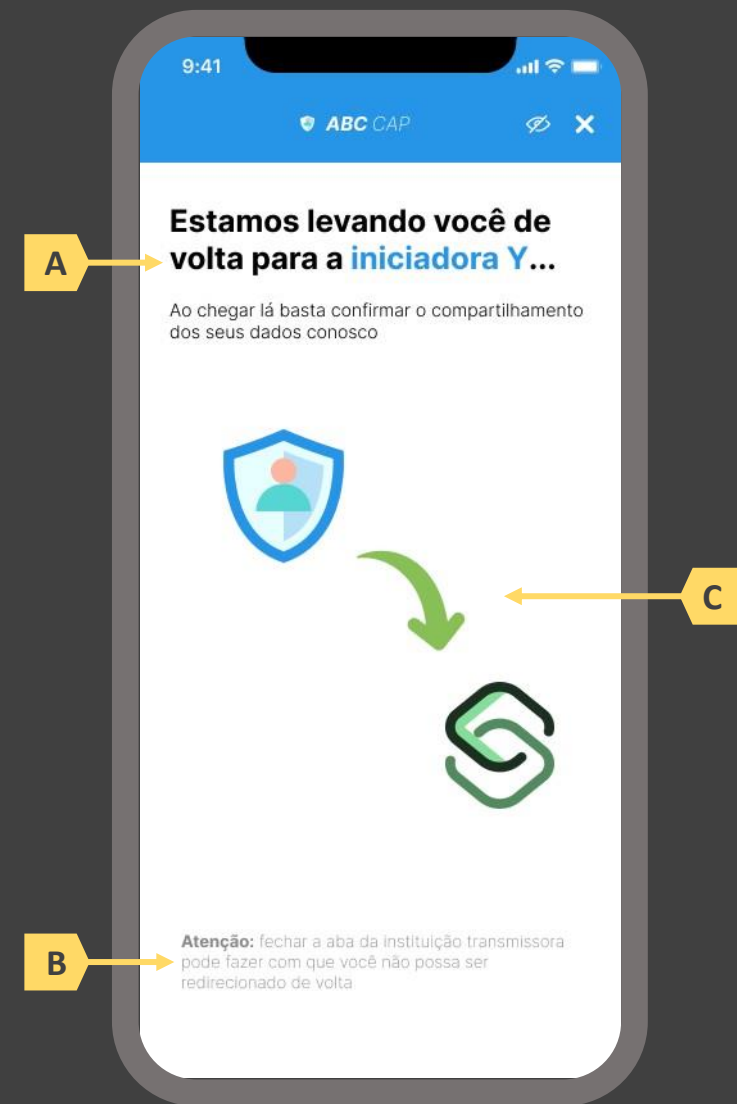 9:41
ABC CAP
Estamos levando você de
volta para a iniciadora Y...
A
Ao chegar lá basta confirmar o compartilhamento
dos seus dados conosco
C
Atenção: fechar a aba da instituição transmissora
B
pode fazer com que você não possa ser
redirecionado de volta